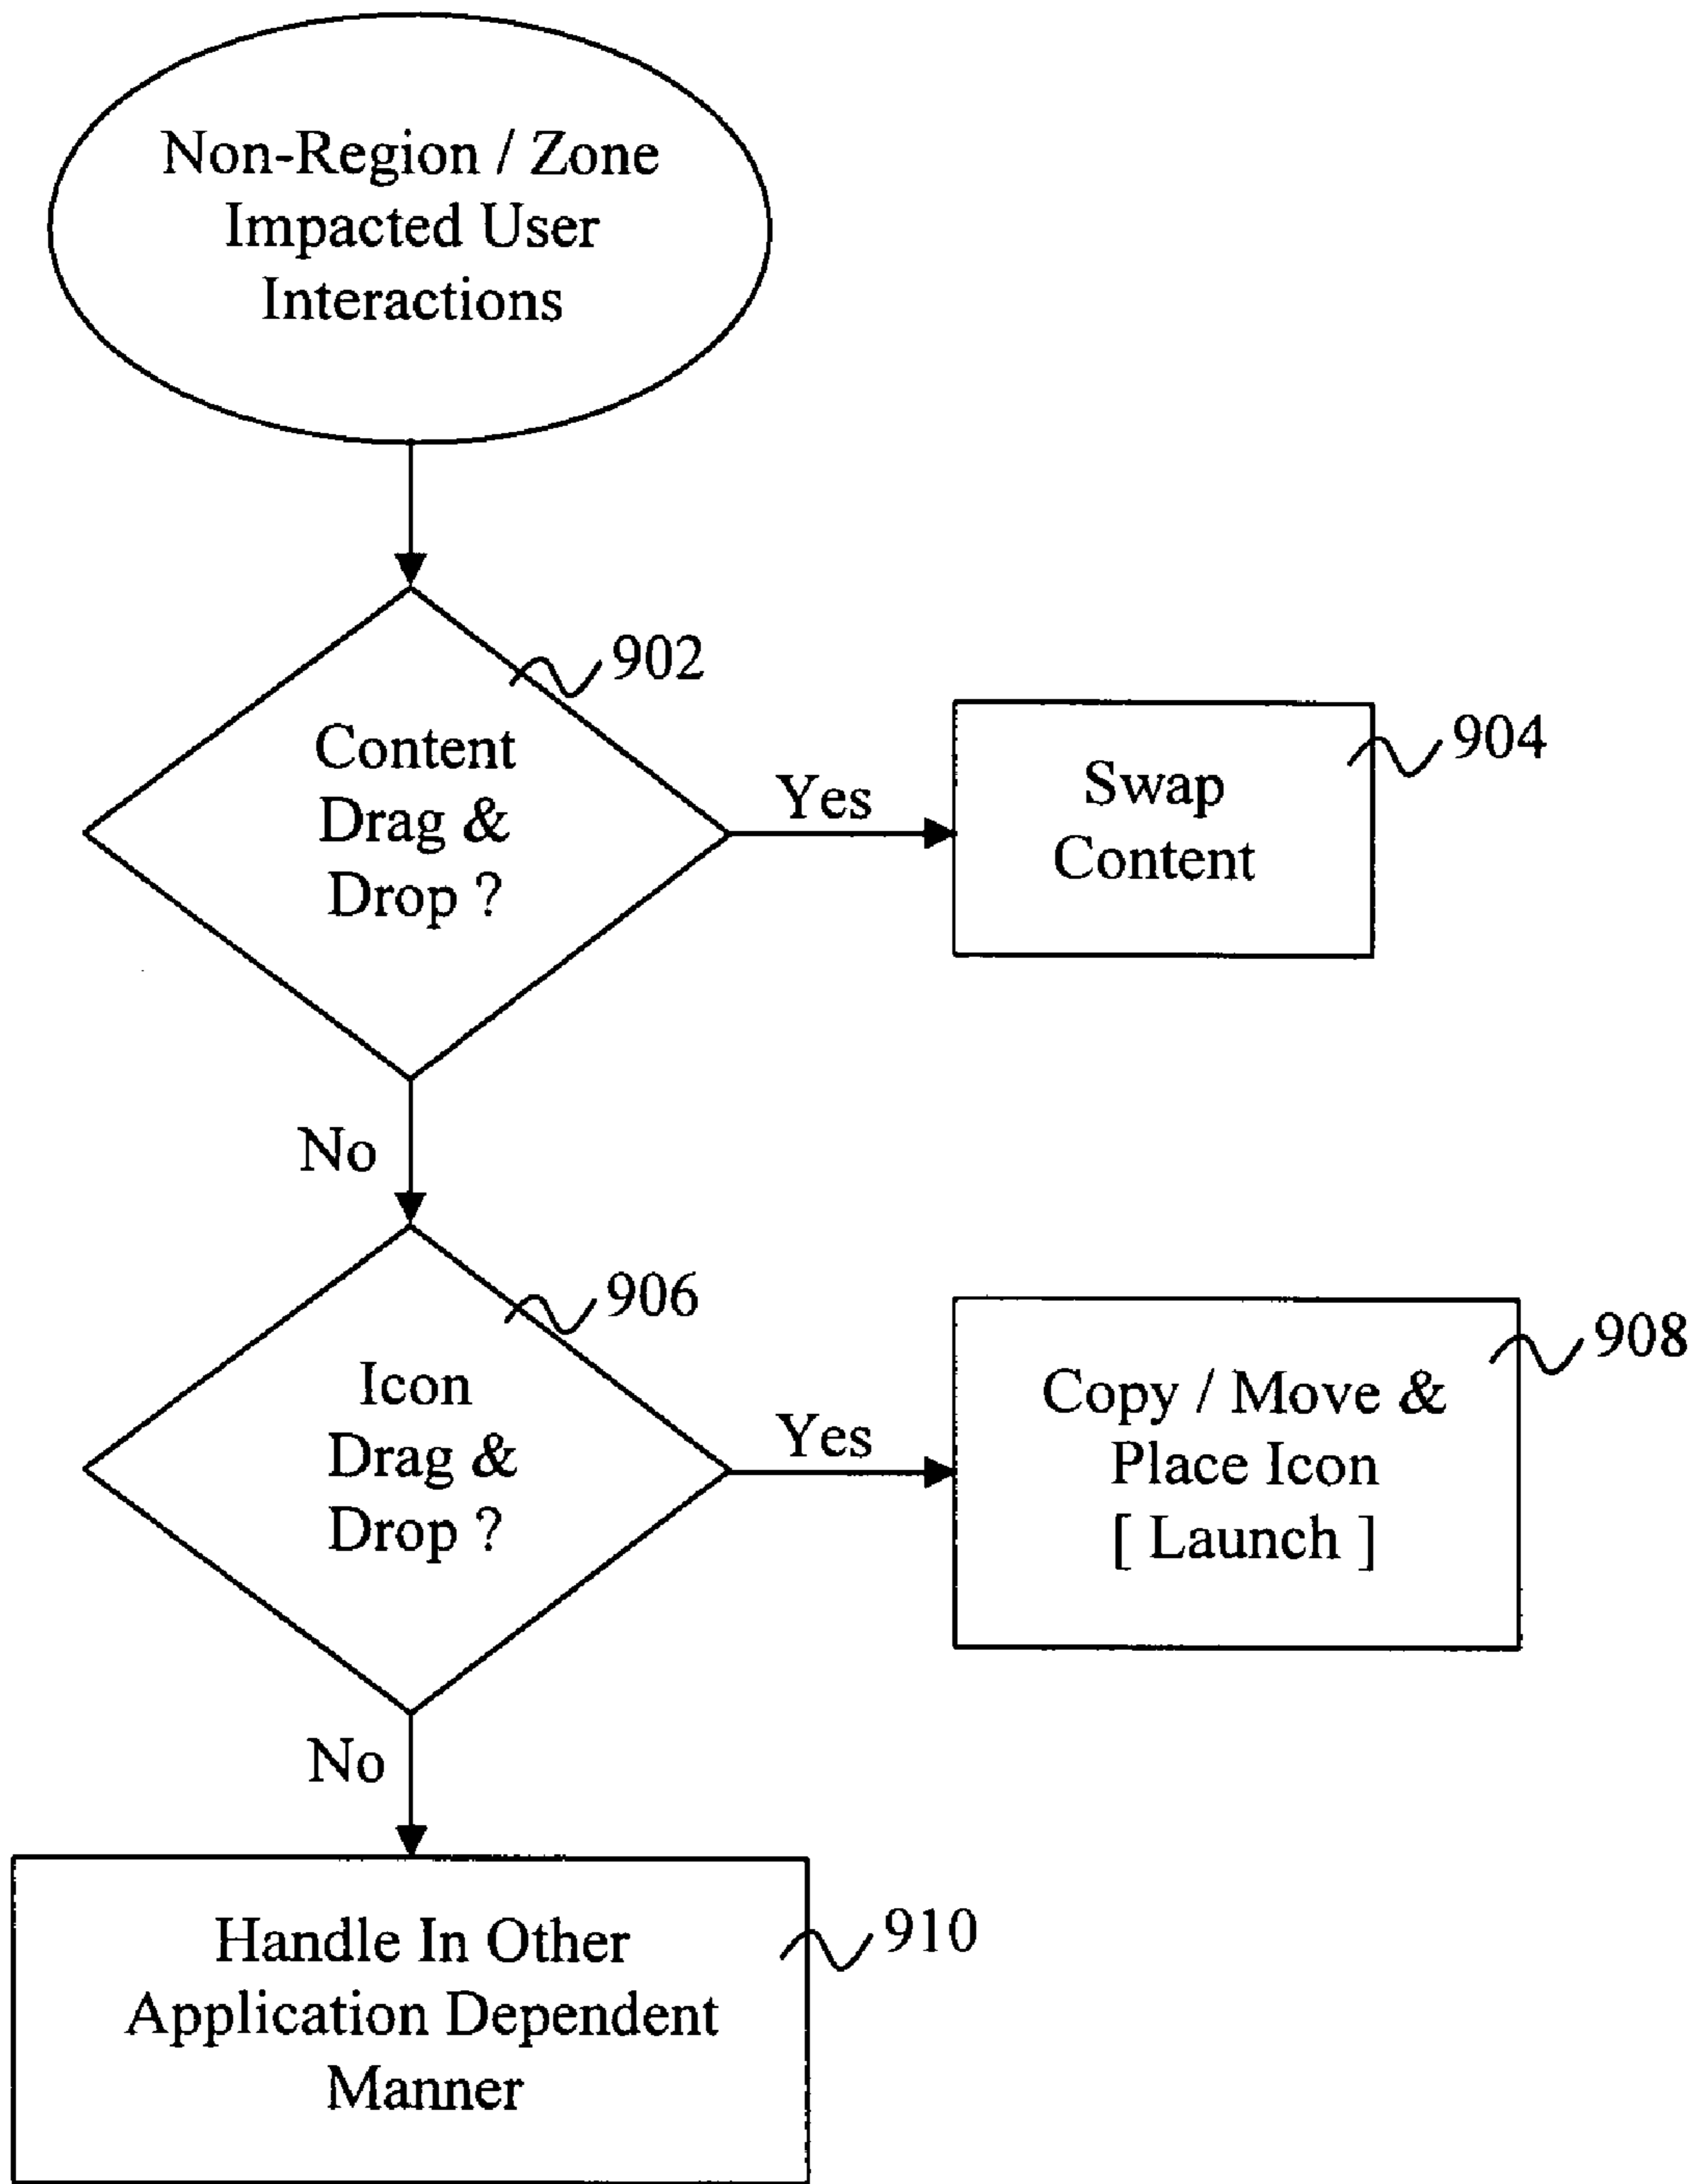 Non-Region / Zone
Impacted User
Interactions
902
Content
Drag &
Drop ?
Yes
904
Swap
Content
No
906
Icon
Drag &
Drop ?
Yes
908
Copy / Move &
Place Icon
[ Launch ]
No
910
Handle In Other
Application Dependent
Manner